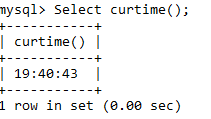 mysql> Select curtime();
+-----------+
| curtime() |
+-----------+
| 19:40:43  |
+-----------+
1 row in set (0.00 sec)